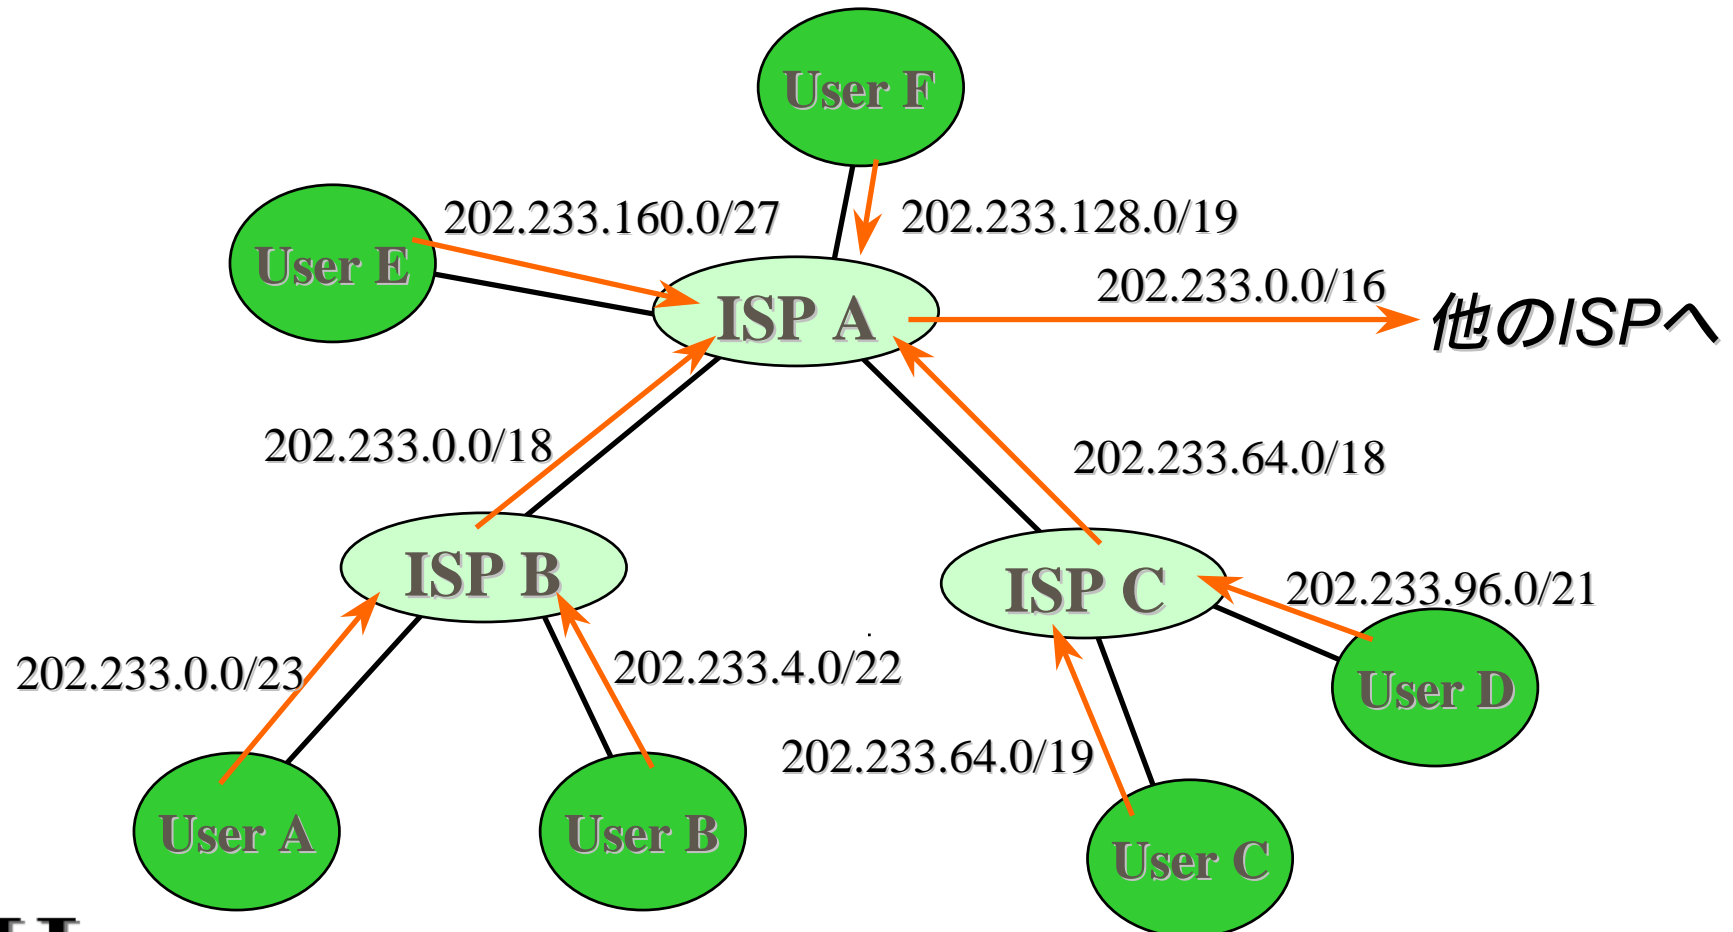 User F
202.233.160.0/27
202.233.128.0/19
User E
202.233.0.0/16
ISP A
他のISPへ
202.233.0.0/18
202.233.64.0/18
ISP B
ISP C
202.233.96.0/21
202.233.0.0/23
202.233.4.0/22
User D
202.233.64.0/19
User A
User B
User C